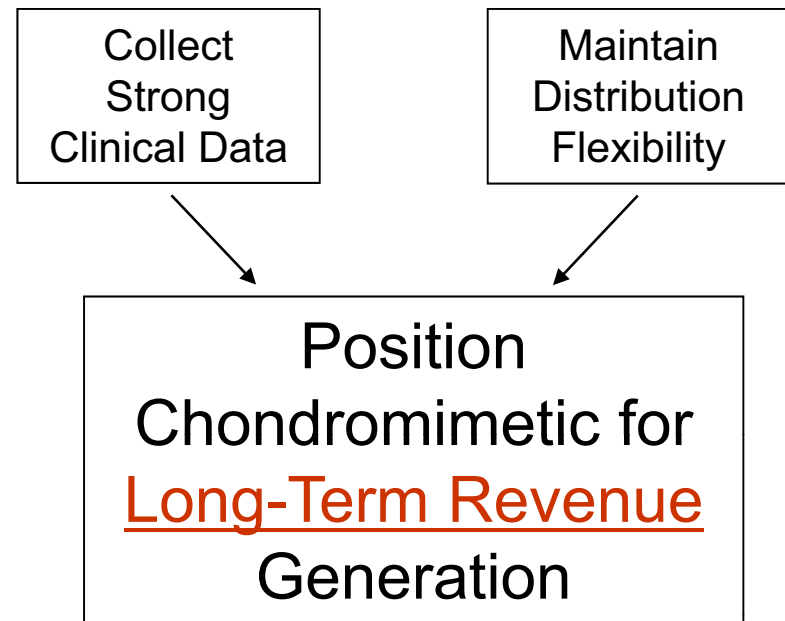 Collect
Strong
Clinical Data
Maintain
Distribution
Flexibility
Position
Chondromimetic for
Long-Term Revenue
Generation